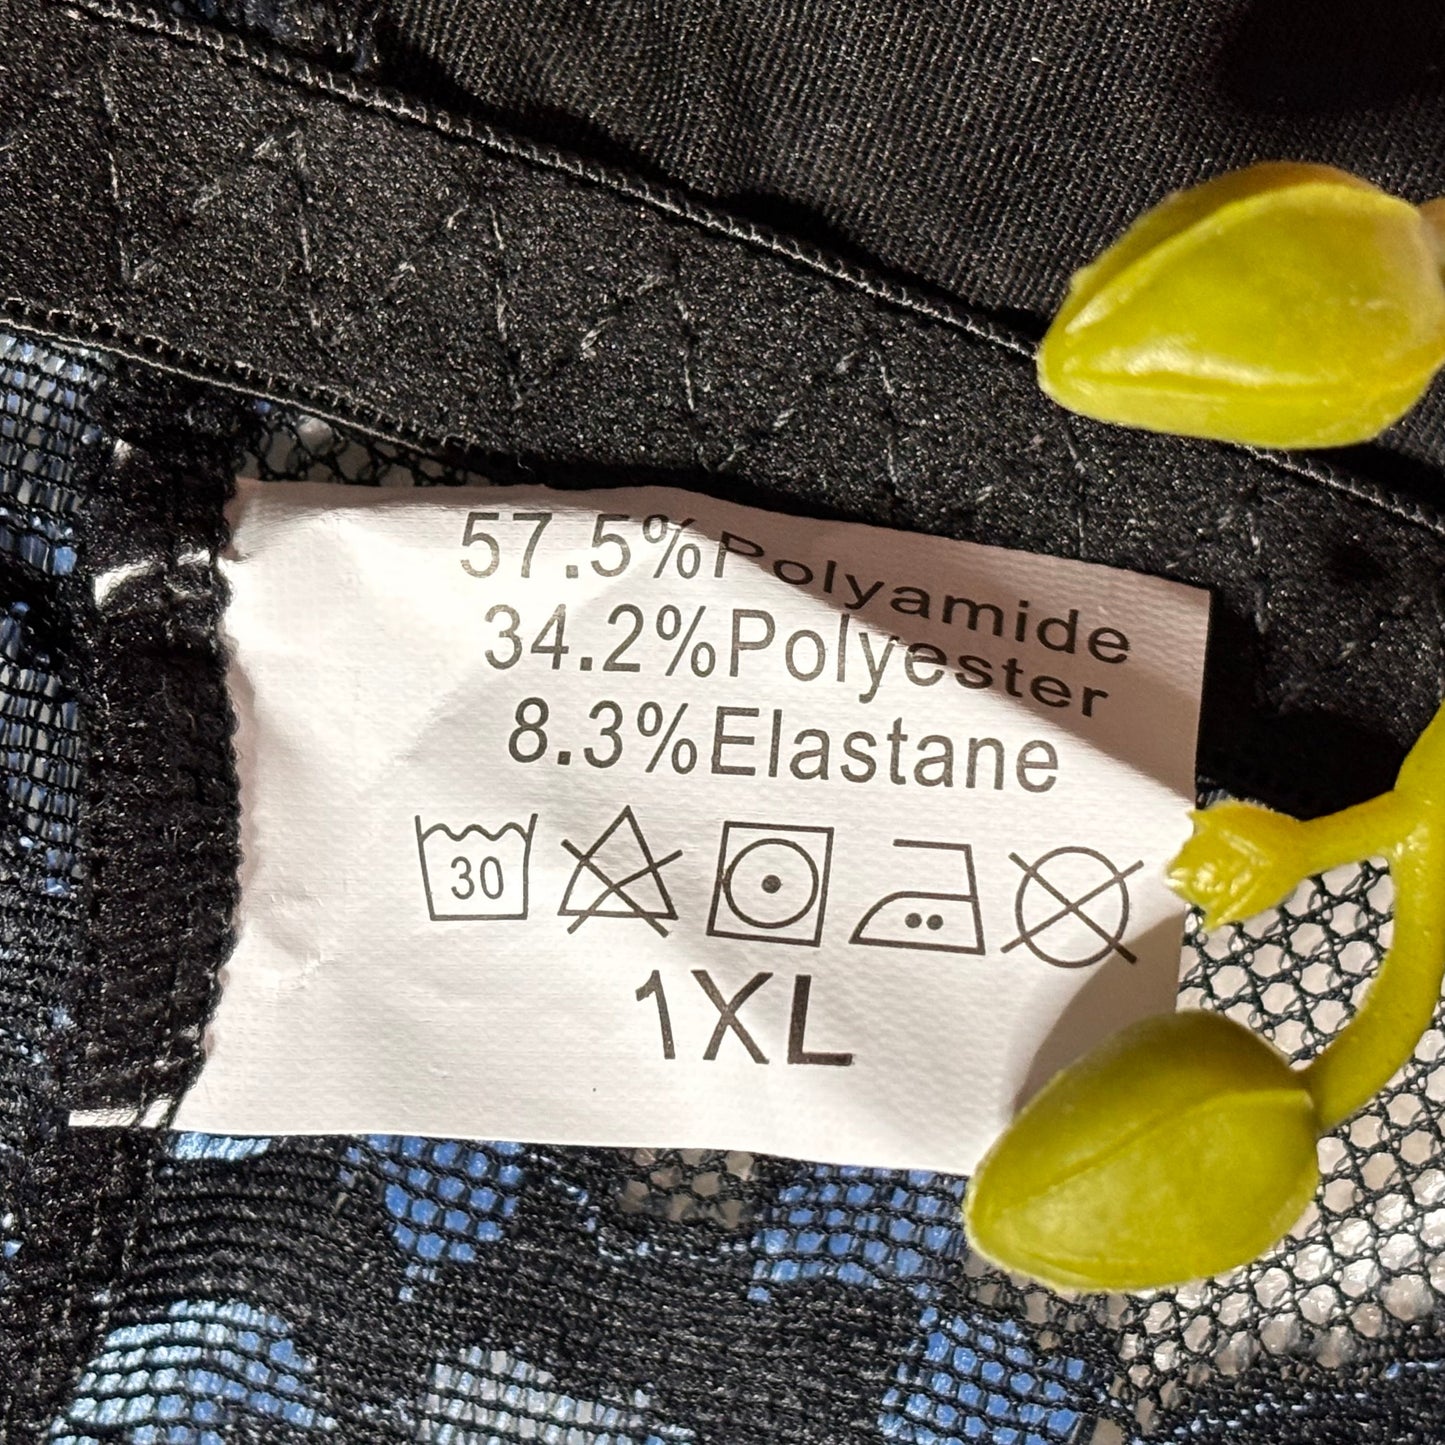 57.5%Polyamide
34.2%Polyester
8.3%Elastane
30
1XL